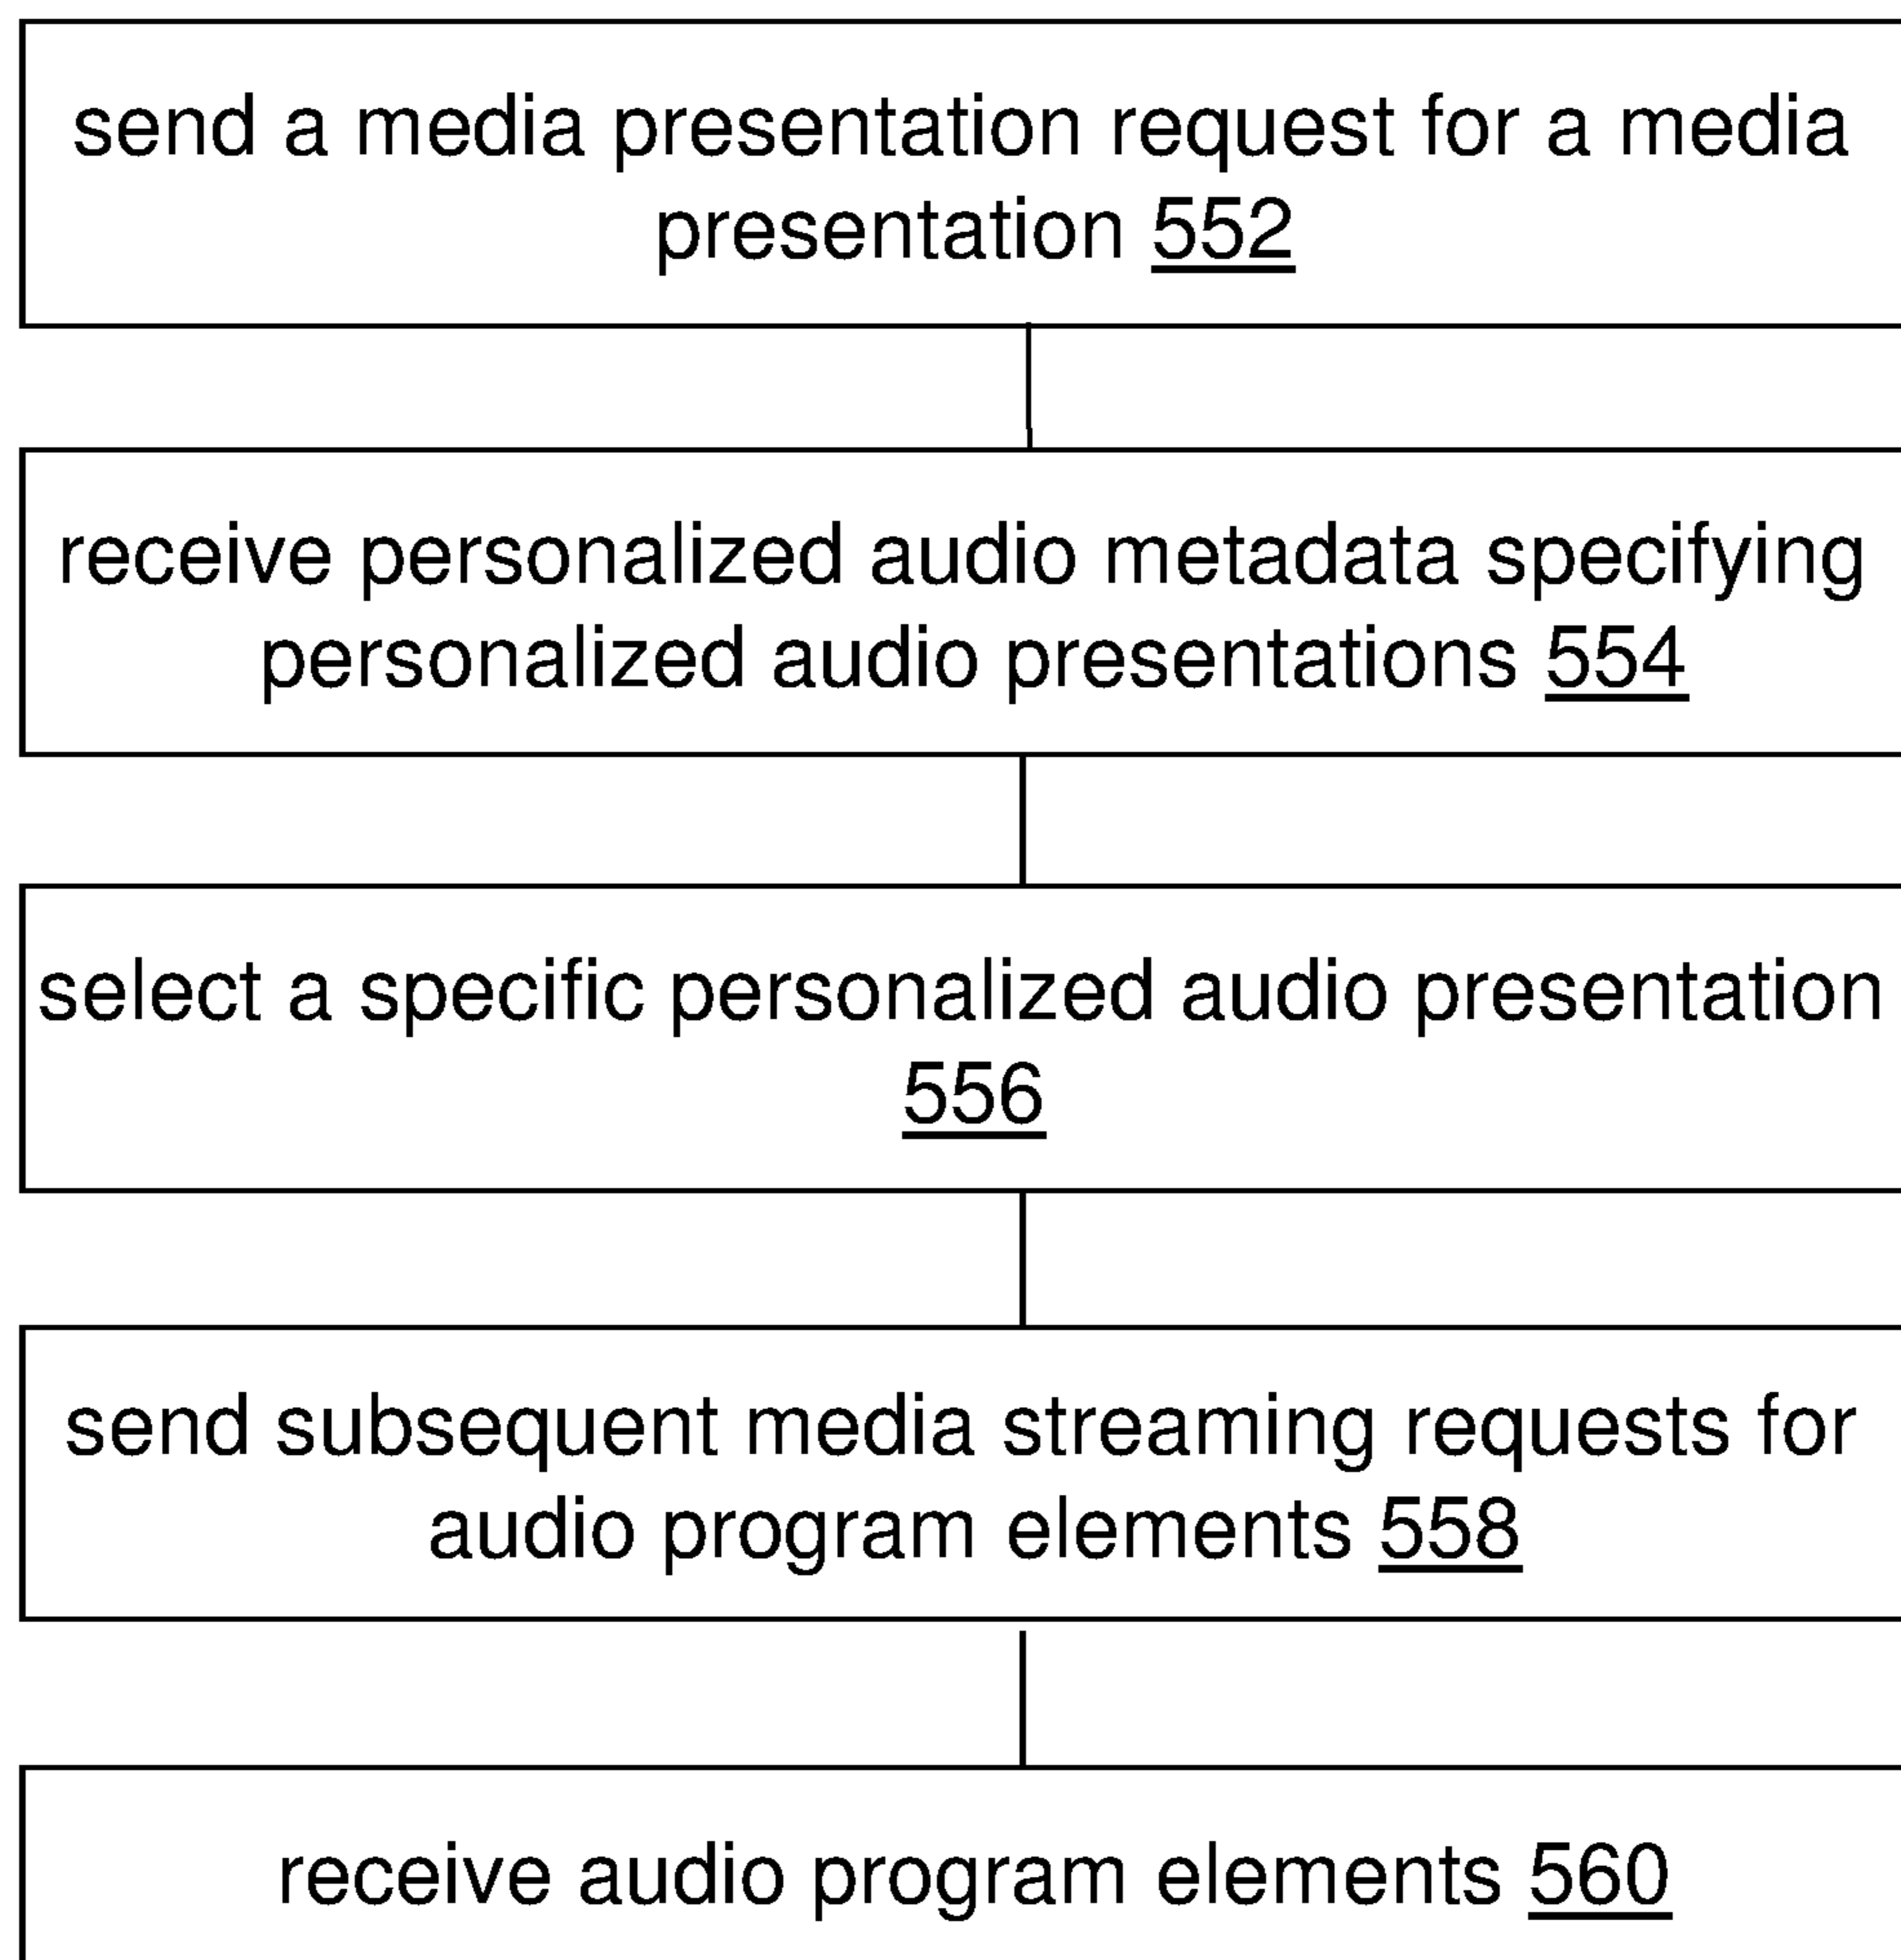 send a media presentation request for a media
presentation 552
receive personalized audio metadata specifying
personalized audio presentations 554
select a specific personalized audio presentation
556
send subsequent media streaming requests for
audio program elements 558
receive audio program elements 560